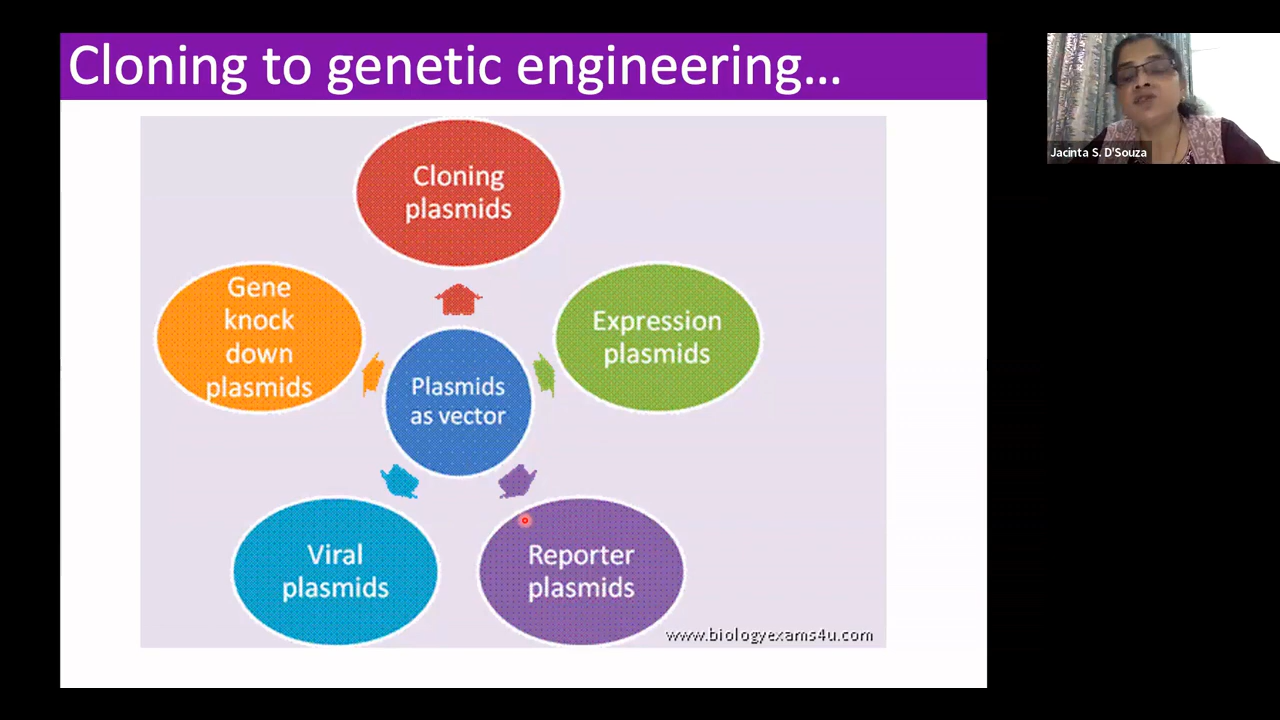 Cloning to genetic engineering...
Jacinta S. D'Souza
Cloning
plasmids
Gene
knock
down
plasmids
Expression
plasmids
Plasmids
as vector
Viral
plasmids
Reporter
plasmids
www.biologyexams4u.com